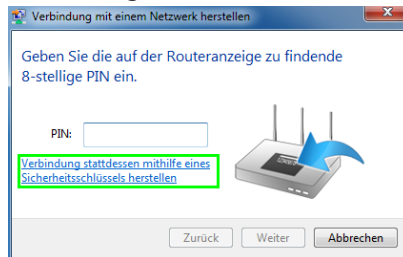 Verbindung mit einem Netzwerk herstellen
Geben Sie die auf der Routeranzeige zu findende
8-stellige PIN ein.
PIN:
Verbindung stattdessen mithilfe eines
Sicherheitsschlüssels herstellen
Zurück Weiter Abbrechen